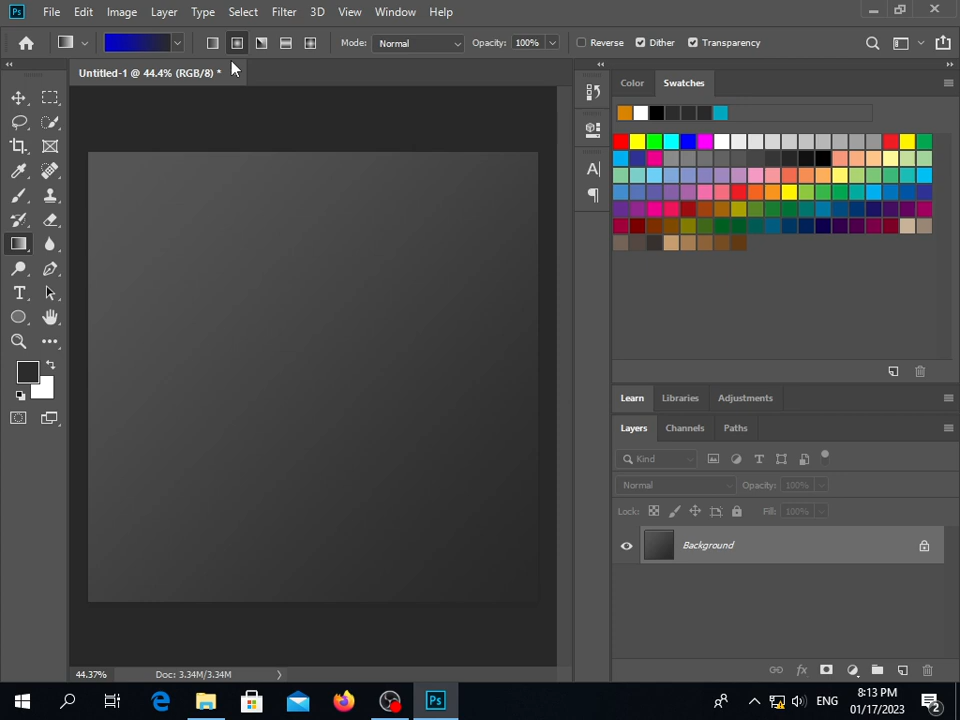 Ps File Edit Image Layer Type Select Filter 3D View Window Help
Mode: Normal Opacity: 100% Reverse Dither Transparency
Untitled-1 @ 44.4% (RGB/8) *
Color Swatches
Learn Libraries Adjustments
Layers Channels Paths
Kind
Normal Opacity: 100%
Lock: Fill: 100%
Background
44.37% Doc: 3.34M/3.34M
Ps ENG 8:13 PM
01/17/2023 2